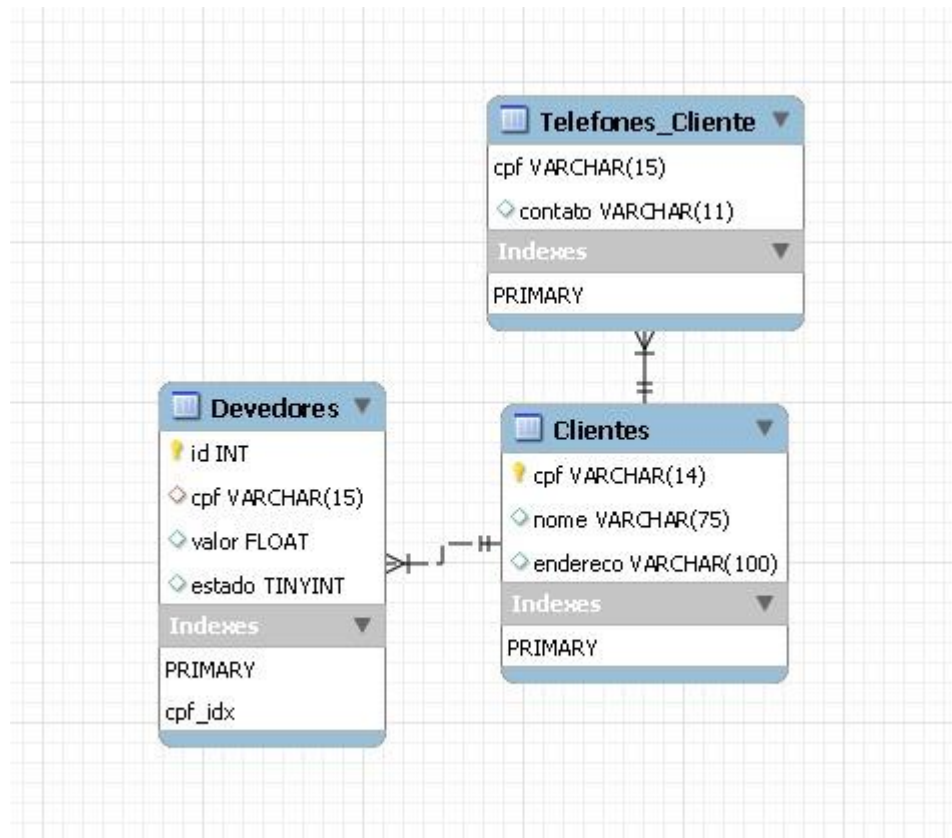 Telefones_Cliente
cpf VARCHAR(15)
contato VARCHAR(11)
Indexes
PRIMARY
Devedores
id INT
cpf VARCHAR(15)
valor FLOAT
estado TINYINT
Indexes
PRIMARY
cpf_idx
Clientes
cpf VARCHAR(14)
nome VARCHAR(75)
endereco VARCHAR(100)
Indexes
PRIMARY